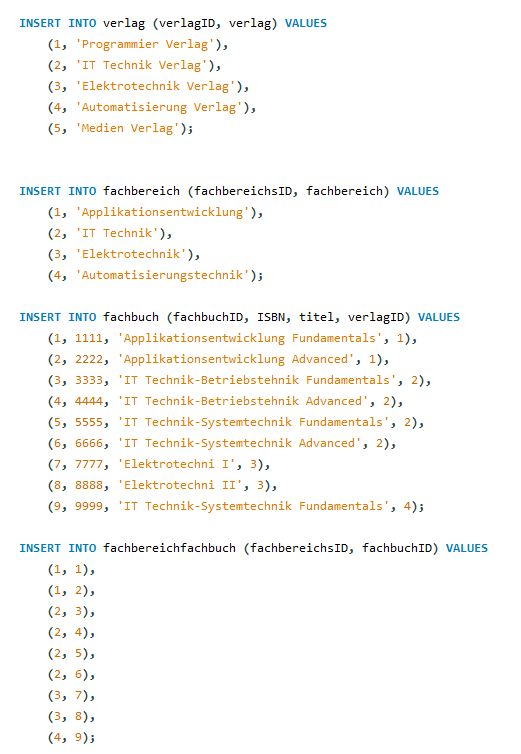 INSERT INTO verlag (verlagID, verlag) VALUES
(1, 'Programmier Verlag'),
(2, 'IT Technik Verlag'),
(3, 'Elektrotechnik Verlag'),
(4, 'Automatisierung Verlag'),
(5, 'Medien Verlag');
INSERT INTO fachbereich (fachbereichsID, fachbereich) VALUES
(1, 'Applikationsentwicklung'),
(2, 'IT Technik'),
(3, 'Elektrotechnik'),
(4, 'Automatisierungstechnik');
INSERT INTO fachbuch (fachbuchID, ISBN, titel, verlagID) VALUES
(1, 1111, 'Applikationsentwicklung Fundamentals', 1),
(2, 2222, 'Applikationsentwicklung Advanced', 1),
(3, 3333, 'IT Technik-Betriebstehnik Fundamentals', 2),
(4, 4444, 'IT Technik-Betriebstehnik Advanced', 2),
(5, 5555, 'IT Technik-Systemtechnik Fundamentals', 2),
(6, 6666, 'IT Technik-Systemtechnik Advanced', 2),
(7, 7777, 'Elektrotechni I', 3),
(8, 8888, 'Elektrotechni II', 3),
(9, 9999, 'IT Technik-Systemtechnik Fundamentals', 4);
INSERT INTO fachbereichfachbuch (fachbereichsID, fachbuchID) VALUES
(1, 1),
(1, 2),
(2, 3),
(2, 4),
(2, 5),
(2, 6),
(3, 7),
(3, 8),
(4, 9);